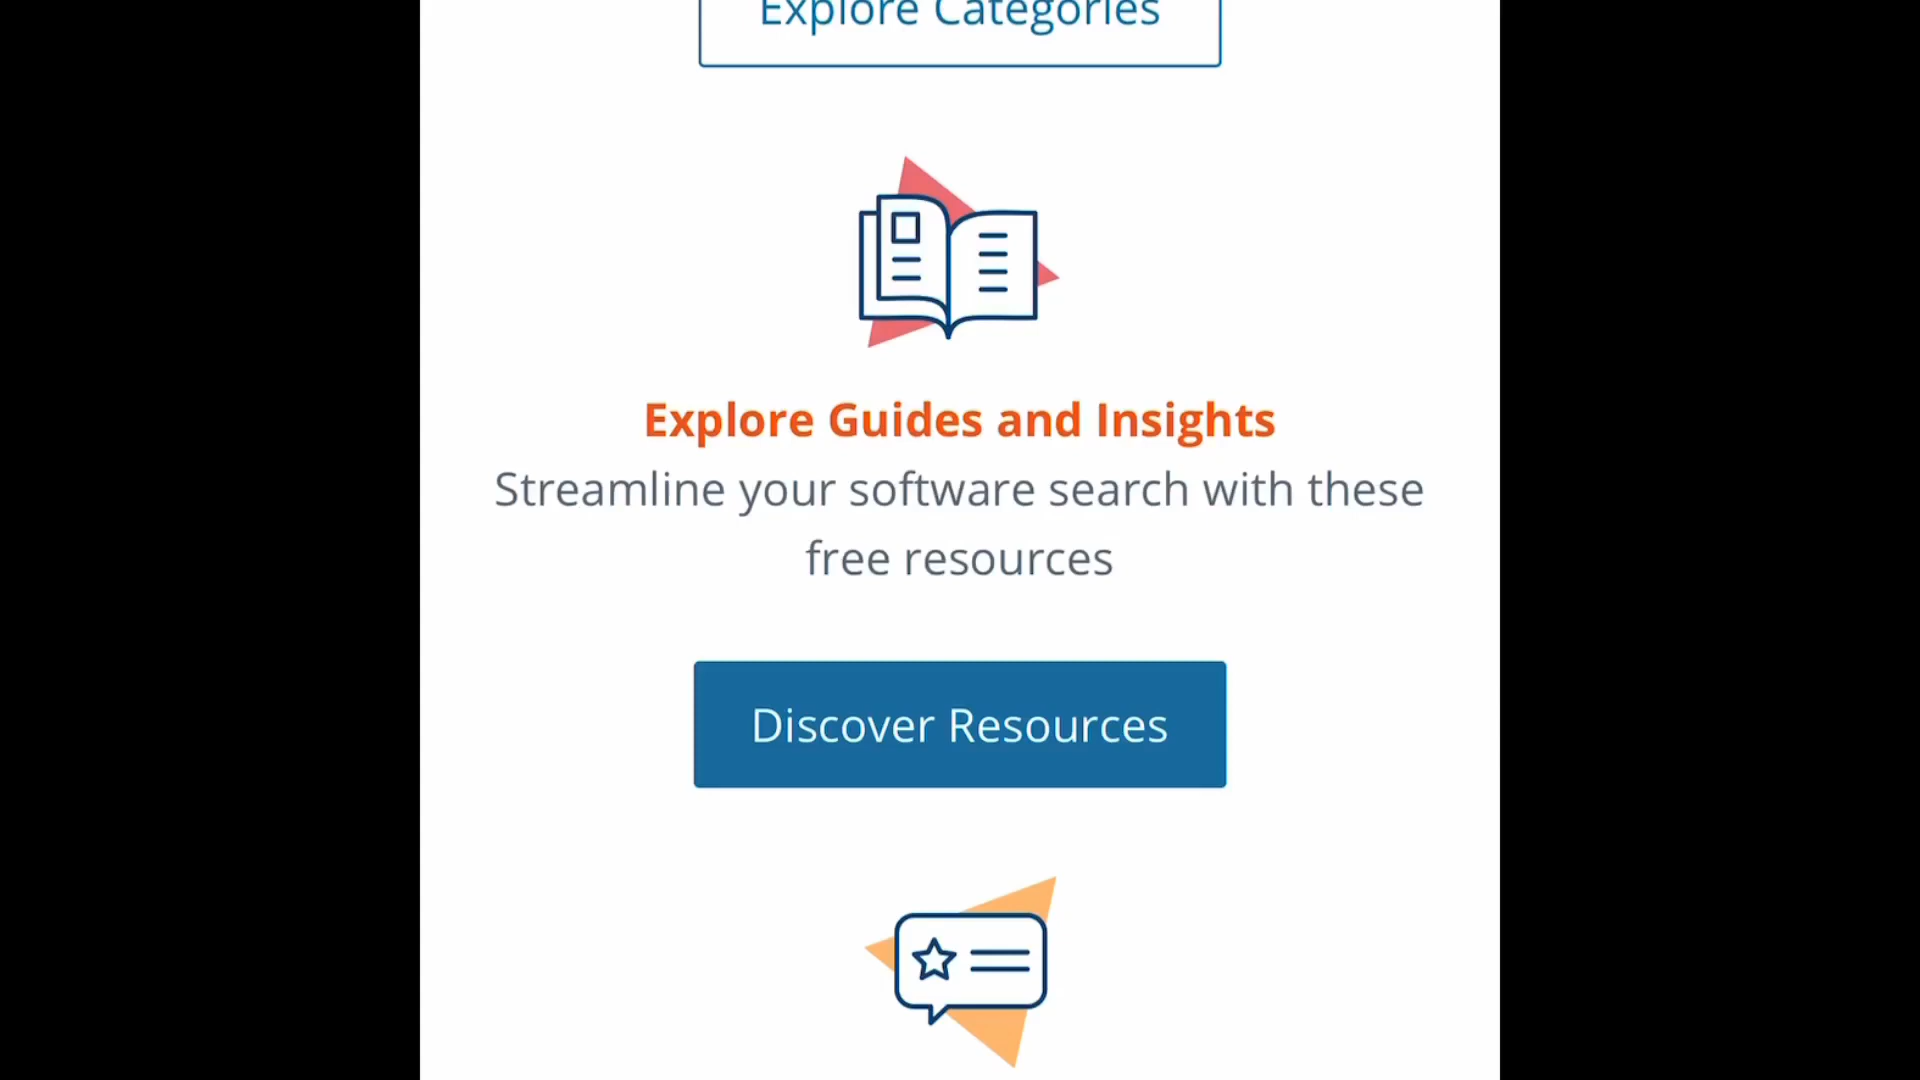 Explore Categories
Explore Guides and Insights
Streamline your software search with these
free resources
Discover Resources